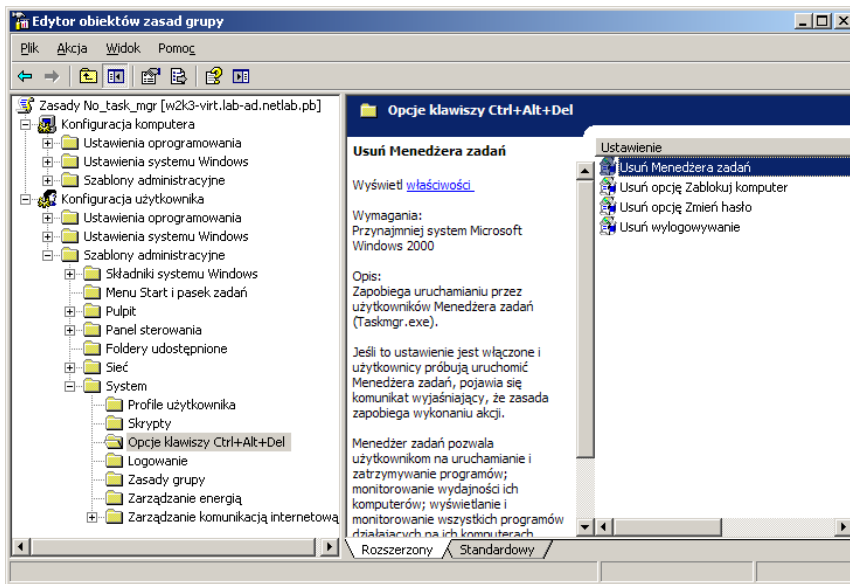 Edytor obiektów zasad grupy
Plik Akcja Widok Pomoc
Zasady No_task_mgr [w2k3-virt.lab-ad.netlab.pb]
Konfiguracja komputera
Ustawienia oprogramowania
Ustawienia systemu Windows
Szablony administracyjne
Konfiguracja użytkownika
Ustawienia oprogramowania
Ustawienia systemu Windows
Szablony administracyjne
Składniki systemu Windows
Menu Start i pasek zadań
Pulpit
Panel sterowania
Foldery udostępnione
Sieć
System
Profile użytkownika
Skrypty
Opcje klawiszy Ctrl+Alt+Del
Logowanie
Zasady grupy
Zarządzanie energią
Zarządzanie komunikacją internetową
Opcje klawiszy Ctrl+Alt+Del
Usuń Menedżera zadań
Wyświetl właściwości
Wymagania:
Przynajmniej system Microsoft
Windows 2000
Opis:
Zapobiega uruchamianiu przez
użytkowników Menedżera zadań
(Taskmgr.exe).
Jeśli to ustawienie jest włączone i
użytkownicy próbują uruchomić
Menedżera zadań, pojawia się
komunikat wyjaśniający, że zasada
zapobiega wykonaniu akcji.
Menedżer zadań pozwala
użytkownikom na uruchamianie i
zatrzymywanie programów;
monitorowanie wydajności ich
komputerów; wyświetlanie i
monitorowanie wszystkich programów
działających na ich komputerach
Ustawienie
Usuń Menedżera zadań
Usuń opcję Zablokuj komputer
Usuń opcję Zmień hasło
Usuń wylogowywanie
Rozszerzony Standardowy